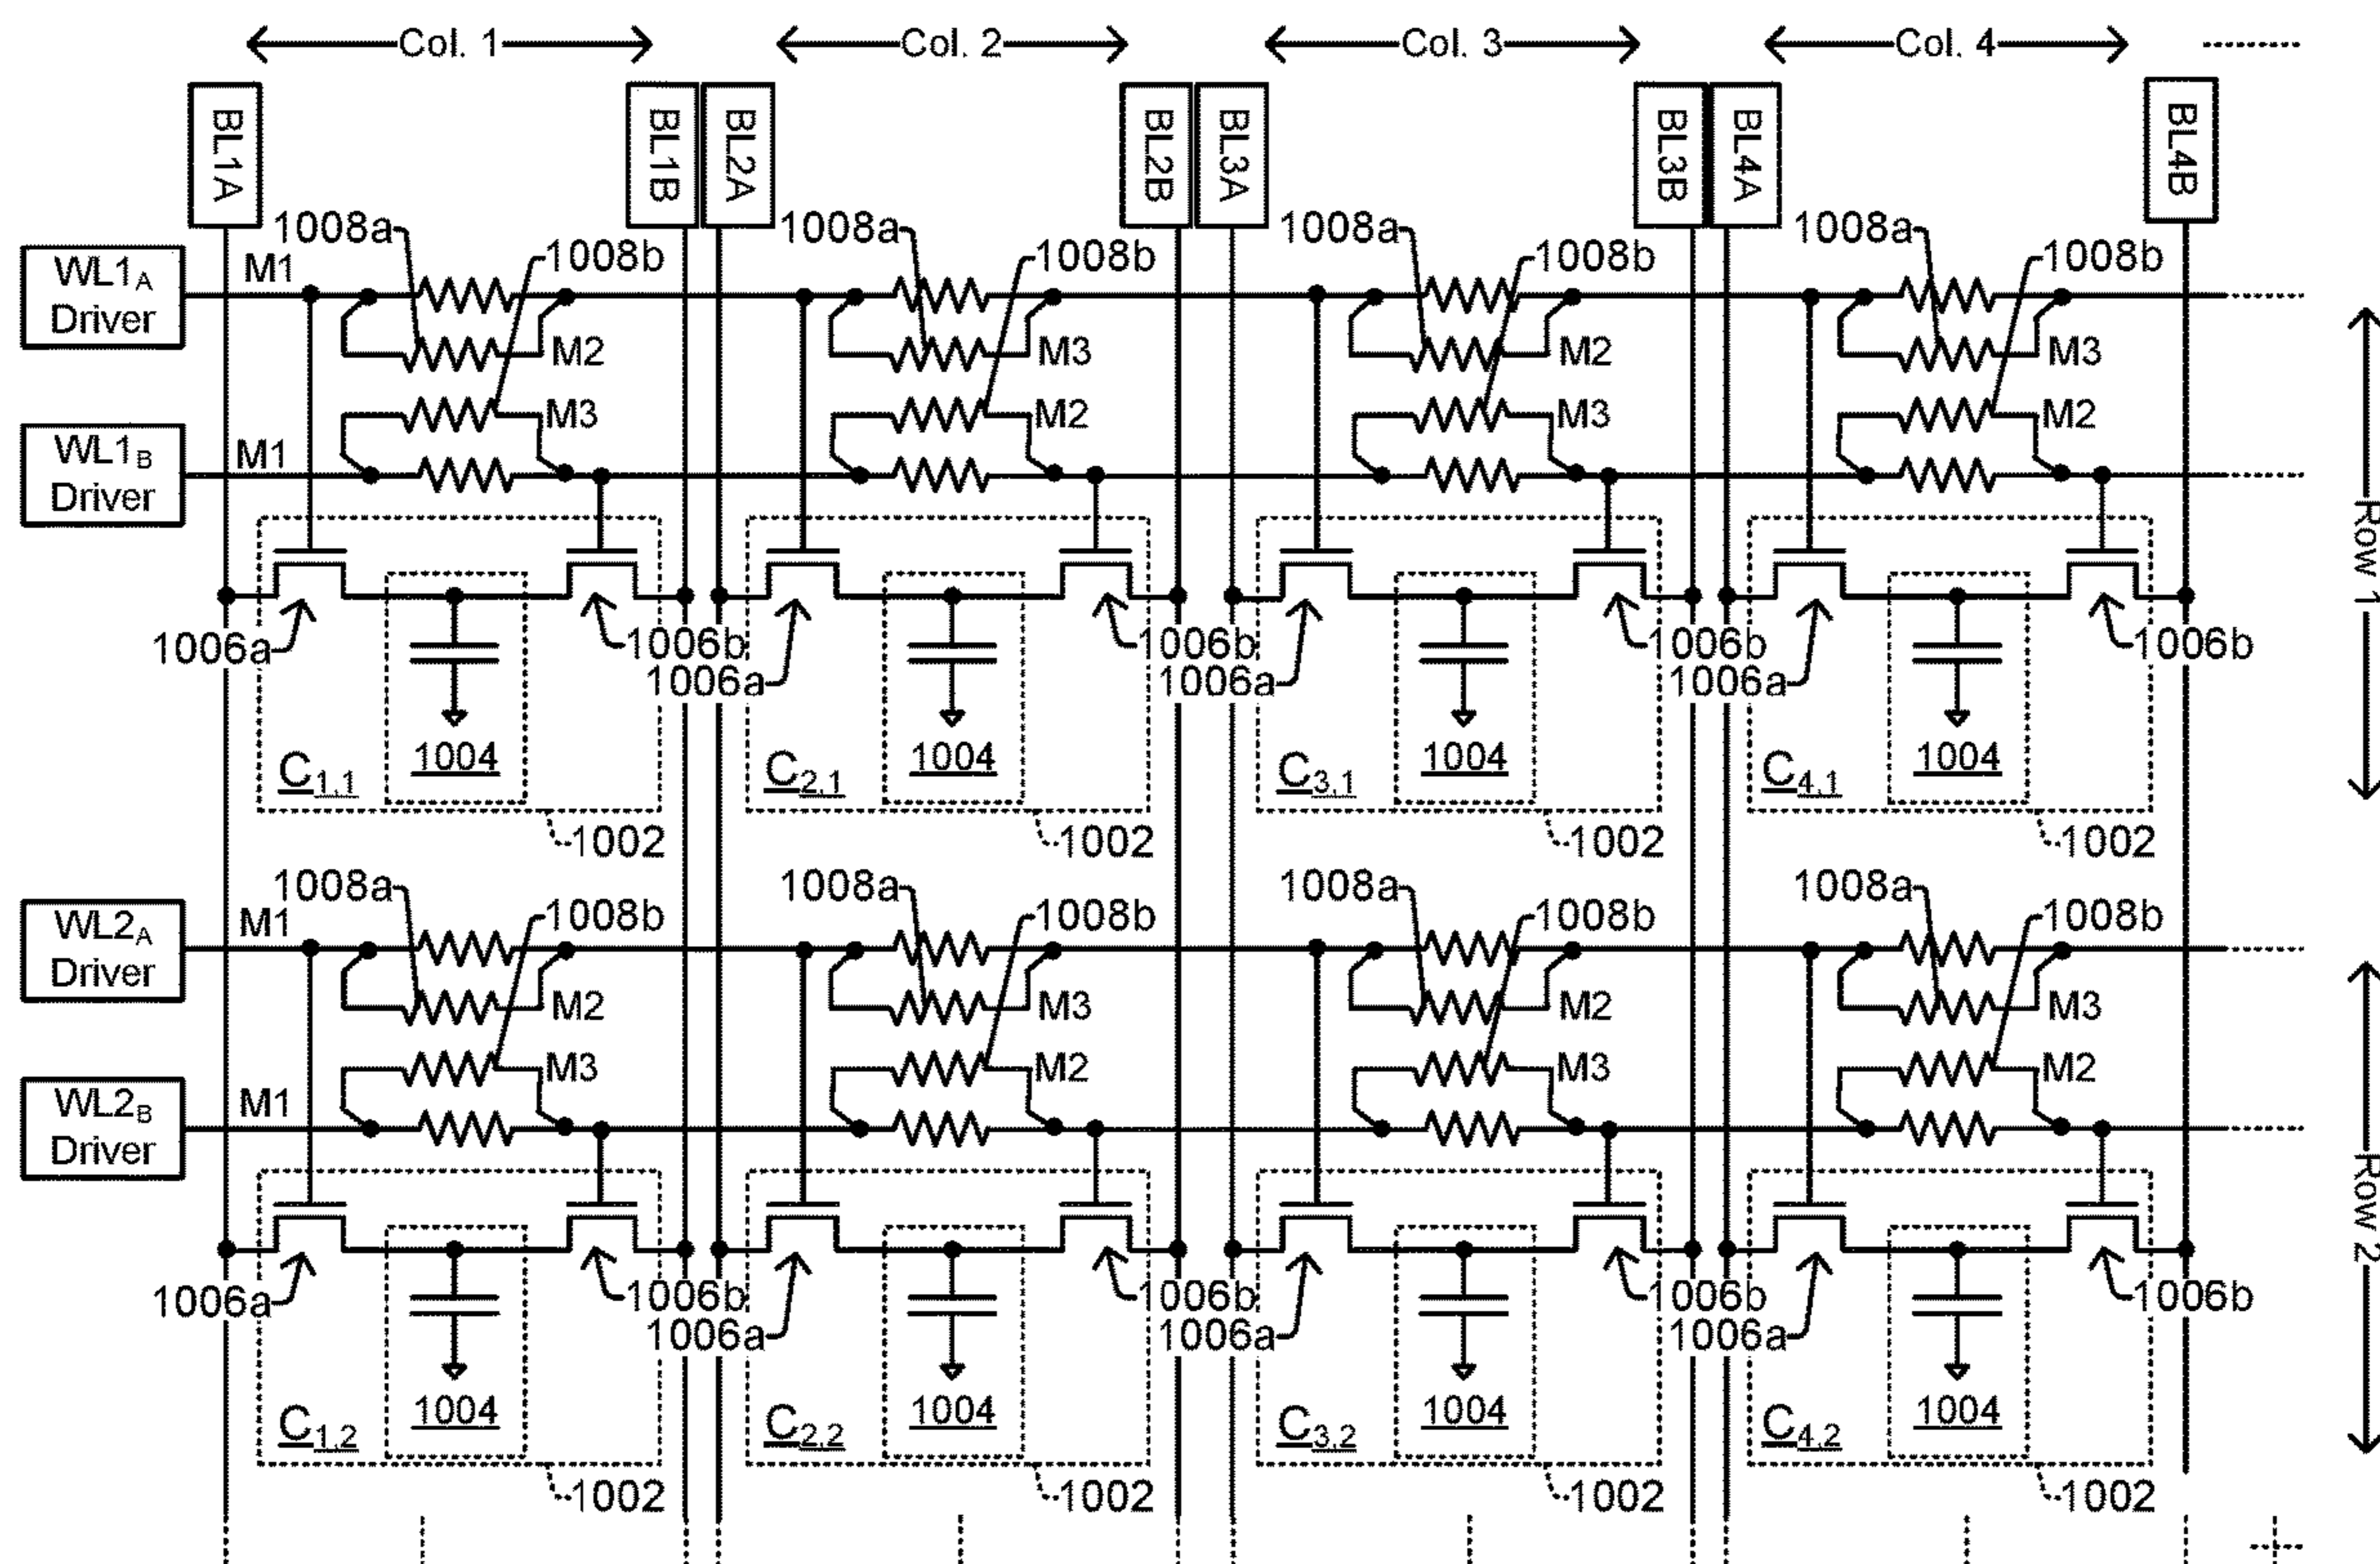 Col. 1 Col. 2 Col. 3 Col. 4
BL1A BL1B BL2A BL2B BL3A BL3B BL4A BL4B
1008a 1008a 1008a 1008a
1008b 1008b 1008b 1008b
WL1A M1
Driver
M2 M3 M2 M3
M3 M2 M3 M2
WL1B M1
Driver
Row 1
1006a 1006b 1006b 1006b 1006b
1006a 1006a 1006a
1004 1004 1004 1004
C1,1 C2,1 C3,1 C4,1
1002 1002 1002 1002
1008a 1008a 1008a 1008a
1008b 1008b 1008b 1008b
WL2A M1
Driver
M2 M3 M2 M3
M3 M2 M3 M2
WL2B M1
Driver
Row 2
1006a 1006b 1006b 1006b 1006b
1006a 1006a 1006a
1004 1004 1004 1004
C1,2 C2,2 C3,2 C4,2
1002 1002 1002 1002